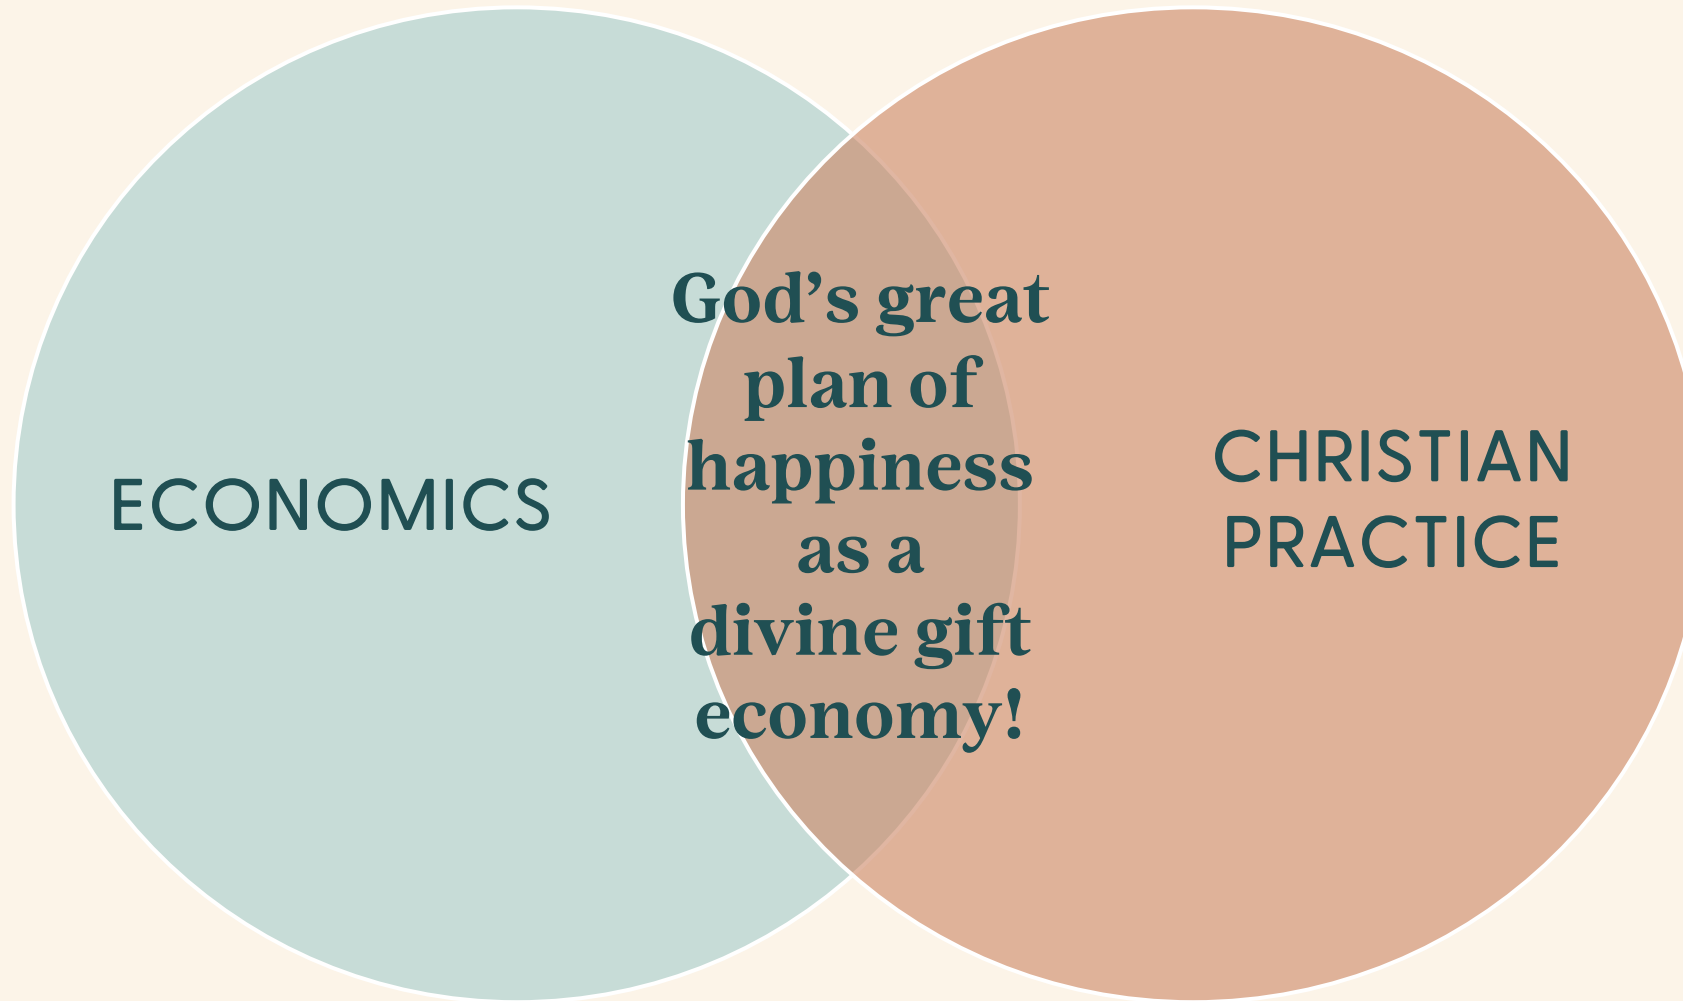 ECONOMICS
God’s great
plan of
happiness
as a
divine gift
economy!
CHRISTIAN
PRACTICE